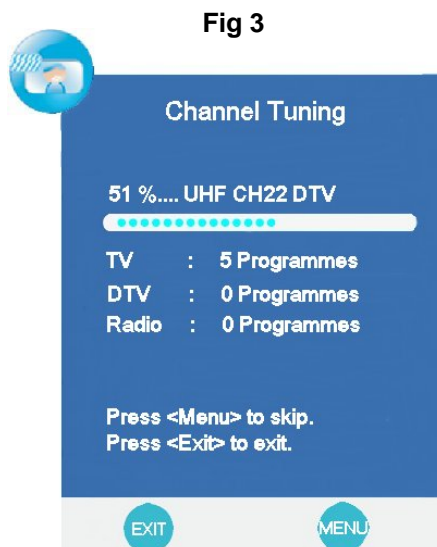 Fig 3
Channel Tuning
51 %.... UHF CH22 DTV
TV : 5 Programmes
DTV : 0 Programmes
Radio : 0 Programmes
Press <Menu> to skip.
Press <Exit> to exit.
EXIT MENU